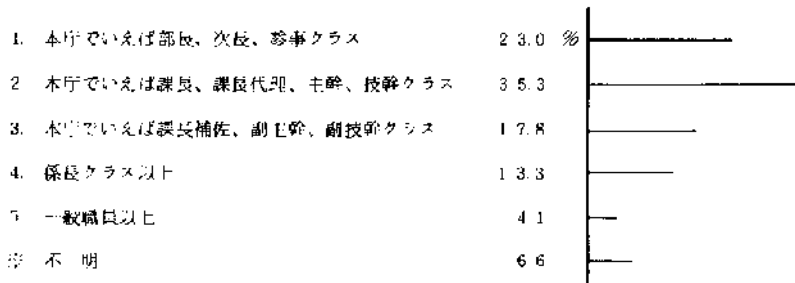 1. 本庁でいえば部長、次長、参事クラス 23.0 %
2 本庁でいえば課長、課長代理、主幹、技幹クラス 35.3
3. 本庁でいえば課長補佐、副主幹、副技幹クラス 17.8
4. 係長クラス以上 13.3
5 一般職員以上 4.1
※ 不明 6.6